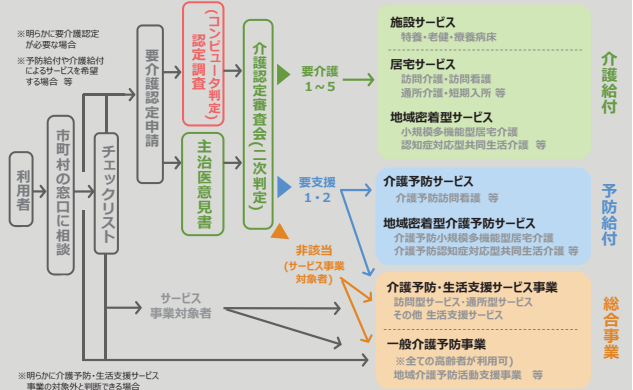 ※明らかに要介護認定
が必要な場合
※予防給付や介護給付
によるサービスを希望
する場合 等
利用者
市町村の窓口に相談
チェックリスト
要介護認定申請
認定調査
(コンピュータ判定)
主治医意見書
介護認定審査会(二次判定)
要介護
1~5
要支援
1・2
非該当
(サービス事業
対象者)
サービス
事業対象者
※明らかに介護予防・生活支援サービス
事業の対象外と判断できる場合
施設サービス
特養・老健・療養病床
居宅サービス
訪問介護・訪問看護
通所介護・短期入所 等
地域密着型サービス
小規模多機能型居宅介護
認知症対応型共同生活介護 等
介護給付
介護予防サービス
介護予防訪問看護 等
地域密着型介護予防サービス
介護予防小規模多機能型居宅介護
介護予防認知症対応型共同生活介護 等
予防給付
介護予防・生活支援サービス事業
訪問型サービス・通所型サービス
その他 生活支援サービス
一般介護予防事業
※全ての高齢者が利用可)
地域介護予防活動支援事業 等
総合事業